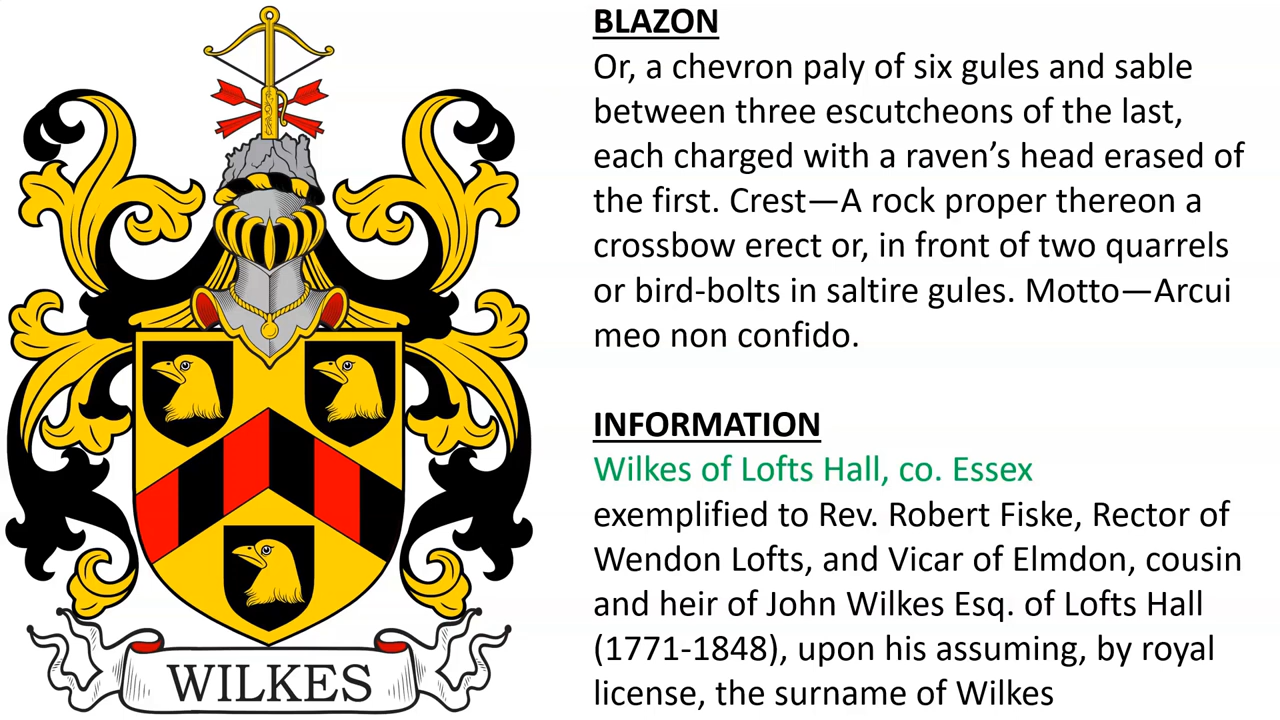 BLAZON
Or, a chevron paly of six gules and sable
between three escutcheons of the last,
each charged with a raven’s head erased of
the first. Crest—A rock proper thereon a
crossbow erect or, in front of two quarrels
or bird-bolts in saltire gules. Motto—Arcui
meo non confido.
INFORMATION
Wilkes of Lofts Hall, co. Essex
exemplified to Rev. Robert Fiske, Rector of
Wendon Lofts, and Vicar of Elmdon, cousin
and heir of John Wilkes Esq. of Lofts Hall
(1771-1848), upon his assuming, by royal
license, the surname of Wilkes
WILKES